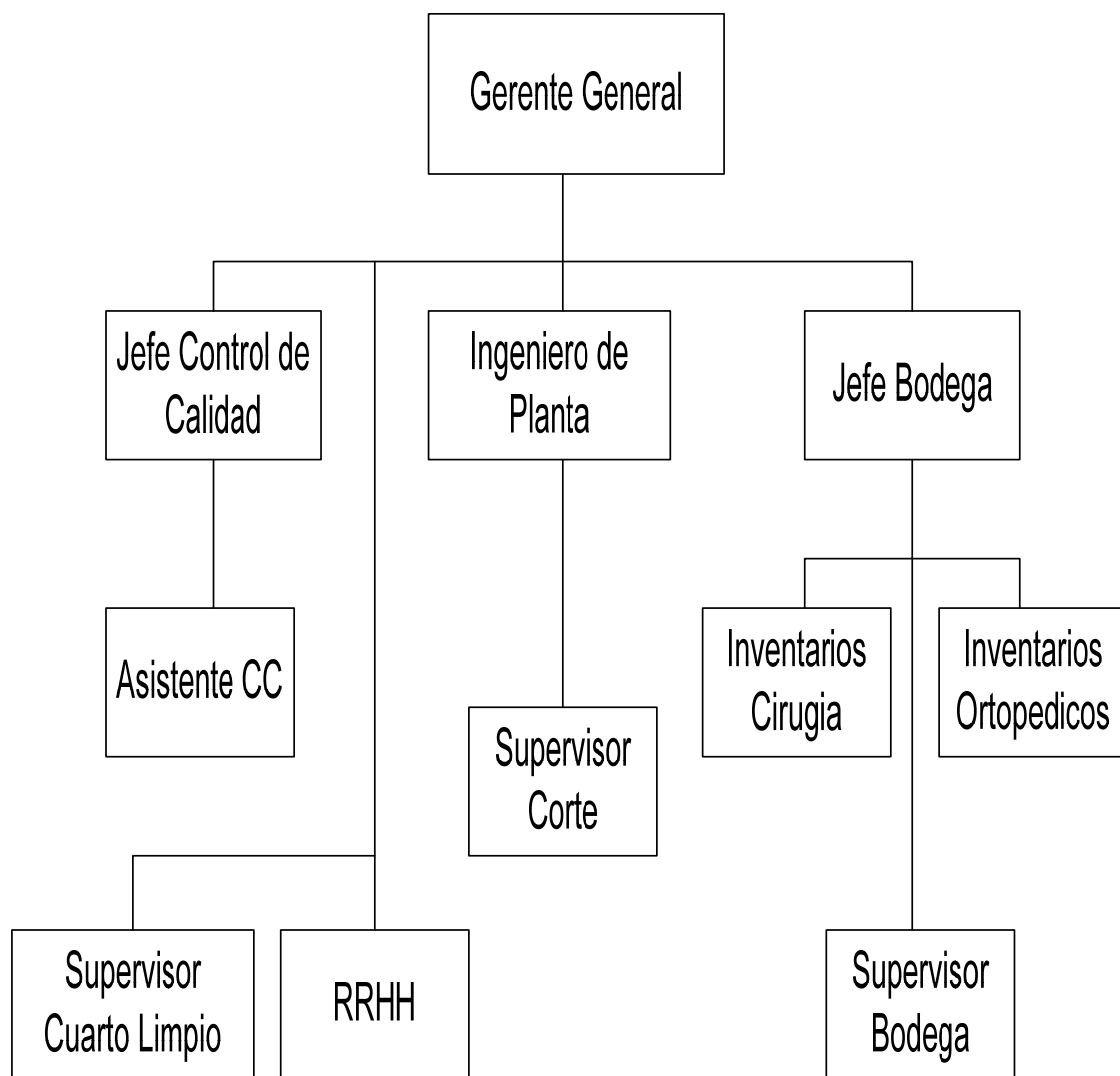 Gerente General
Jefe Control de
Calidad
Ingeniero de
Planta
Jefe Bodega
Asistente CC
Inventarios
Cirugia
Inventarios
Ortopedicos
Supervisor
Corte
Supervisor
Cuarto Limpio
RRHH
Supervisor
Bodega